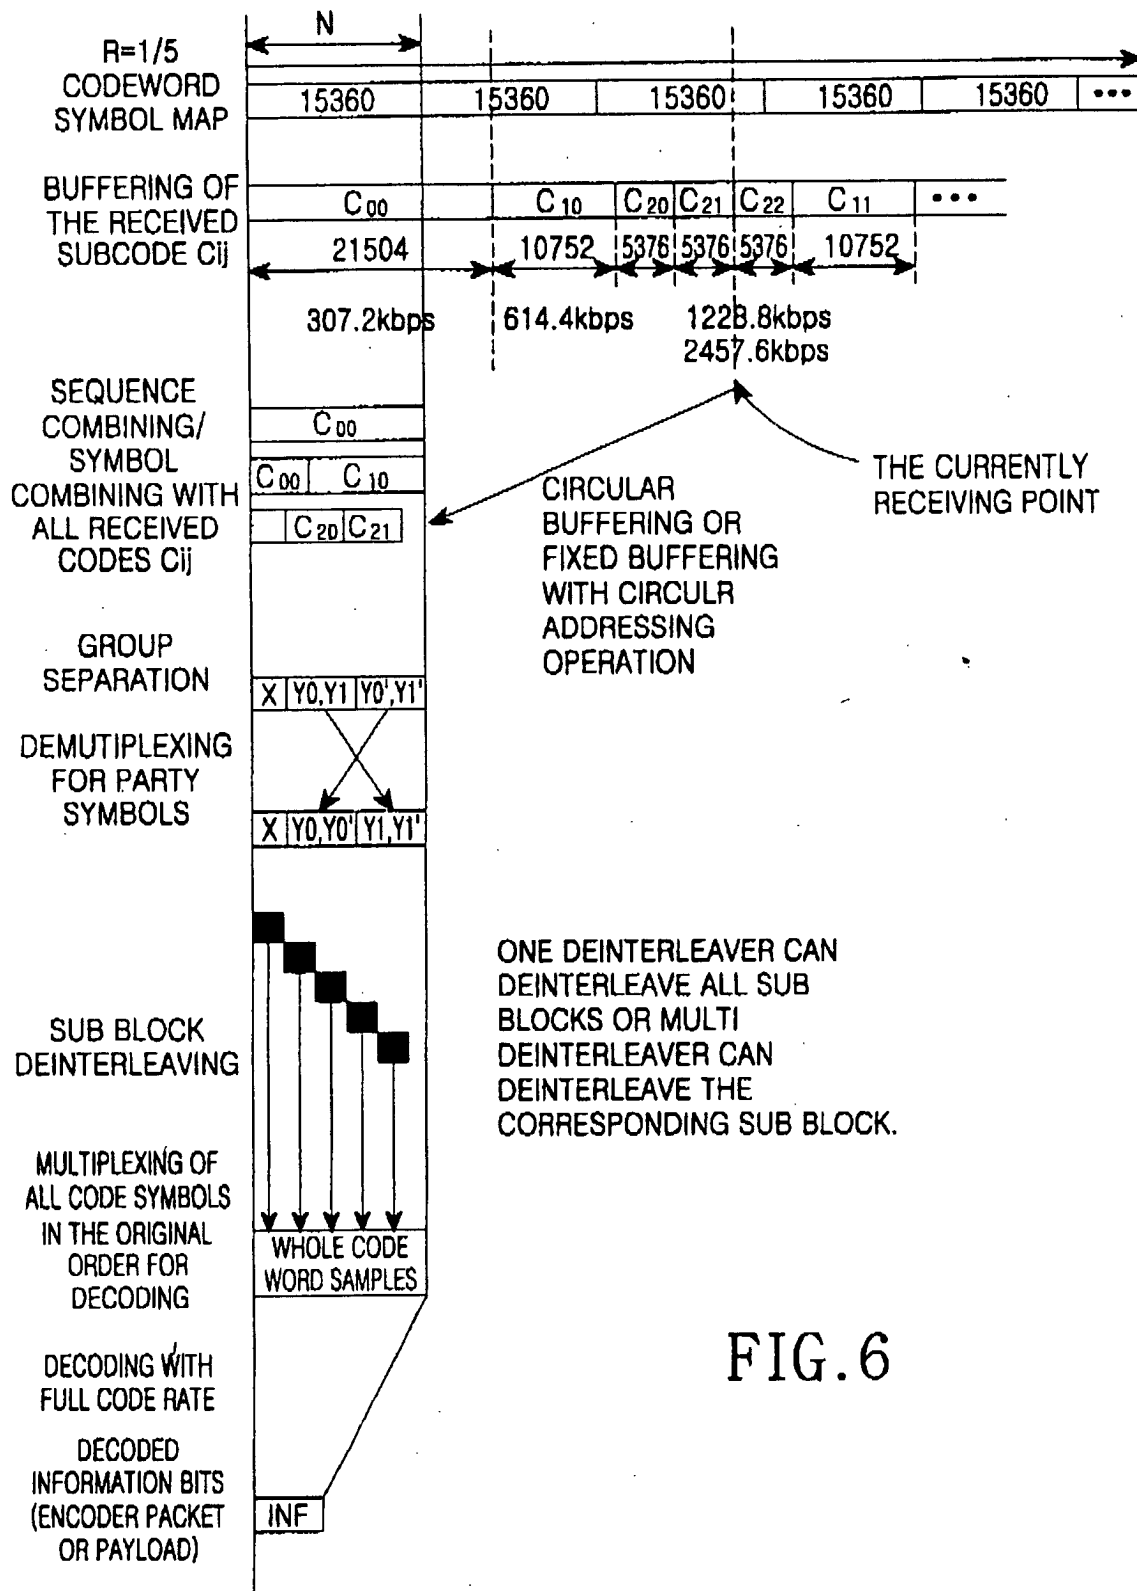 N
R=1/5
CODEWORD
SYMBOL MAP
15360 15360 15360 15360 15360 •••
BUFFERING OF
THE RECEIVED
SUBCODE Cij
C00 C10 C20 C21 C22 C11 •••
21504 10752 5376 5376 5376 10752
307.2kbps 614.4kbps 1228.8kbps
2457.6kbps
SEQUENCE
COMBINING/
SYMBOL
COMBINING WITH
ALL RECEIVED
CODES Cij
C00
C00 C10
C20 C21
THE CURRENTLY
RECEIVING POINT
CIRCULAR
BUFFERING OR
FIXED BUFFERING
WITH CIRCULR
ADDRESSING
OPERATION
GROUP
SEPARATION
X Y0,Y1 Y0',Y1'
DEMUTIPLEXING
FOR PARTY
SYMBOLS
X Y0,Y0' Y1,Y1'
SUB BLOCK
DEINTERLEAVING
ONE DEINTERLEAVER CAN
DEINTERLEAVE ALL SUB
BLOCKS OR MULTI
DEINTERLEAVER CAN
DEINTERLEAVE THE
CORRESPONDING SUB BLOCK.
MULTIPLEXING OF
ALL CODE SYMBOLS
IN THE ORIGINAL
ORDER FOR
DECODING
WHOLE CODE
WORD SAMPLES
DECODING WITH
FULL CODE RATE
DECODED
INFORMATION BITS
(ENCODER PACKET
OR PAYLOAD)
INF
FIG.6